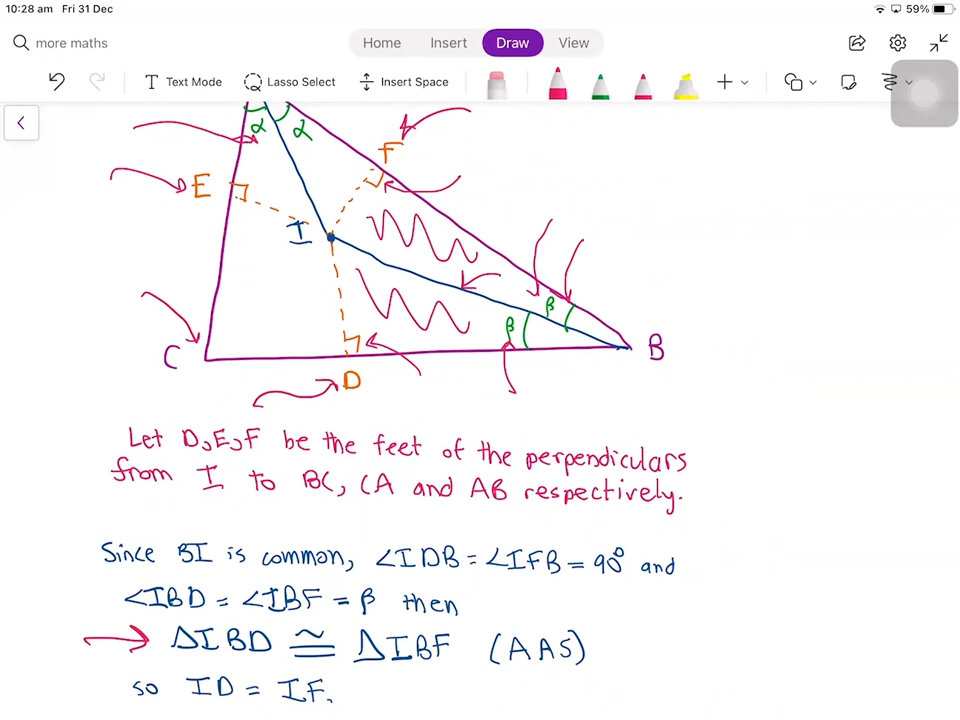 10:28 am Fri 31 Dec
59%
more maths
Home Insert Draw View
Text Mode Lasso Select Insert Space
α α
F
E
I
β
β
C B
D
Let D, E, F be the feet of the perpendiculars
from I to BC, CA and AB respectively.
Since BI is common, ∠IDB = ∠IFB = 90° and
∠IBD = ∠IBF = β then
ΔIBD ≅ ΔIBF (AAS)
so ID = IF.